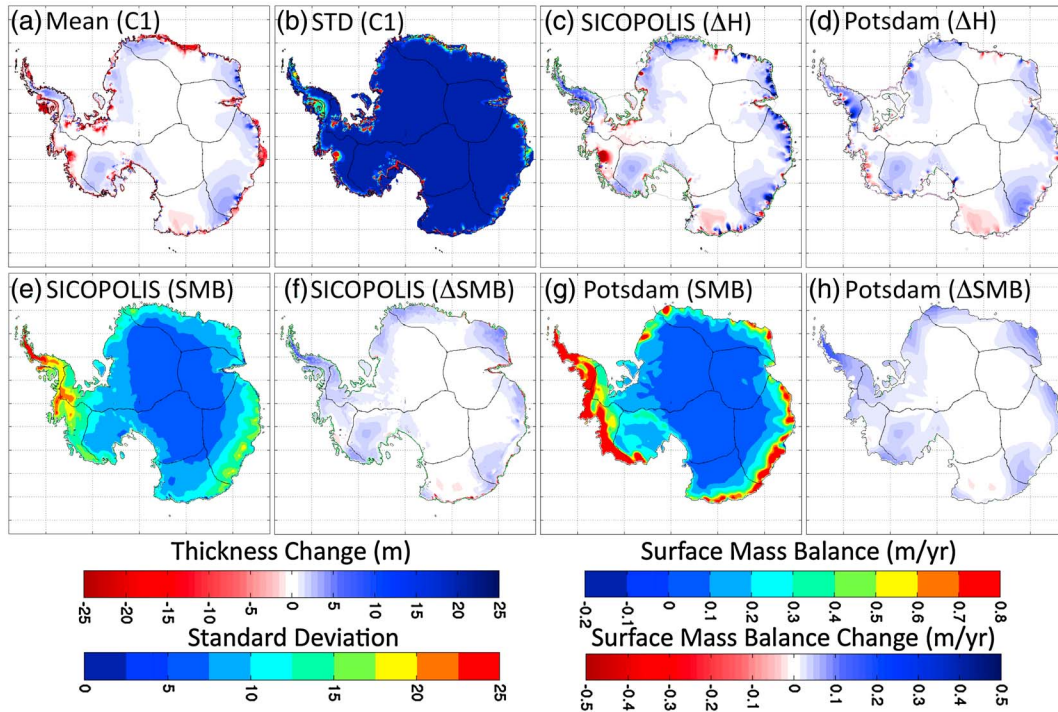 (a) Mean (C1)
(b) STD (C1)
(c) SICOPOLIS (ΔH)
(d) Potsdam (ΔH)
(e) SICOPOLIS (SMB)
(f) SICOPOLIS (ΔSMB)
(g) Potsdam (SMB)
(h) Potsdam (ΔSMB)
Thickness Change (m)
-25 -20 -15 -10 -5 0 5 10 15 20 25
Standard Deviation
0 5 10 15 20 25
Surface Mass Balance (m/yr)
-0.2 -0.1 0 0.1 0.2 0.3 0.4 0.5 0.6 0.7 0.8
Surface Mass Balance Change (m/yr)
-0.5 -0.4 -0.3 -0.2 -0.1 0 0.1 0.2 0.3 0.4 0.5